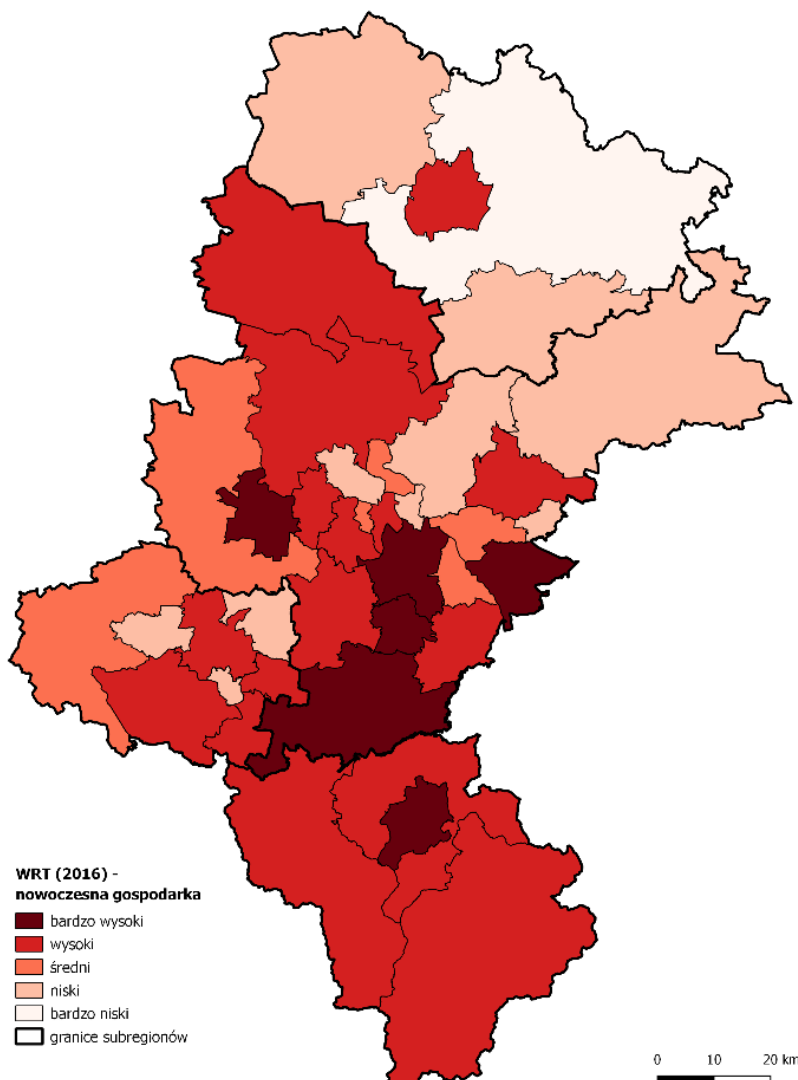 WRT (2016) -
nowoczesna gospodarka
bardzo wysoki
wysoki
średni
niski
bardzo niski
granice subregionów
0 10 20 km